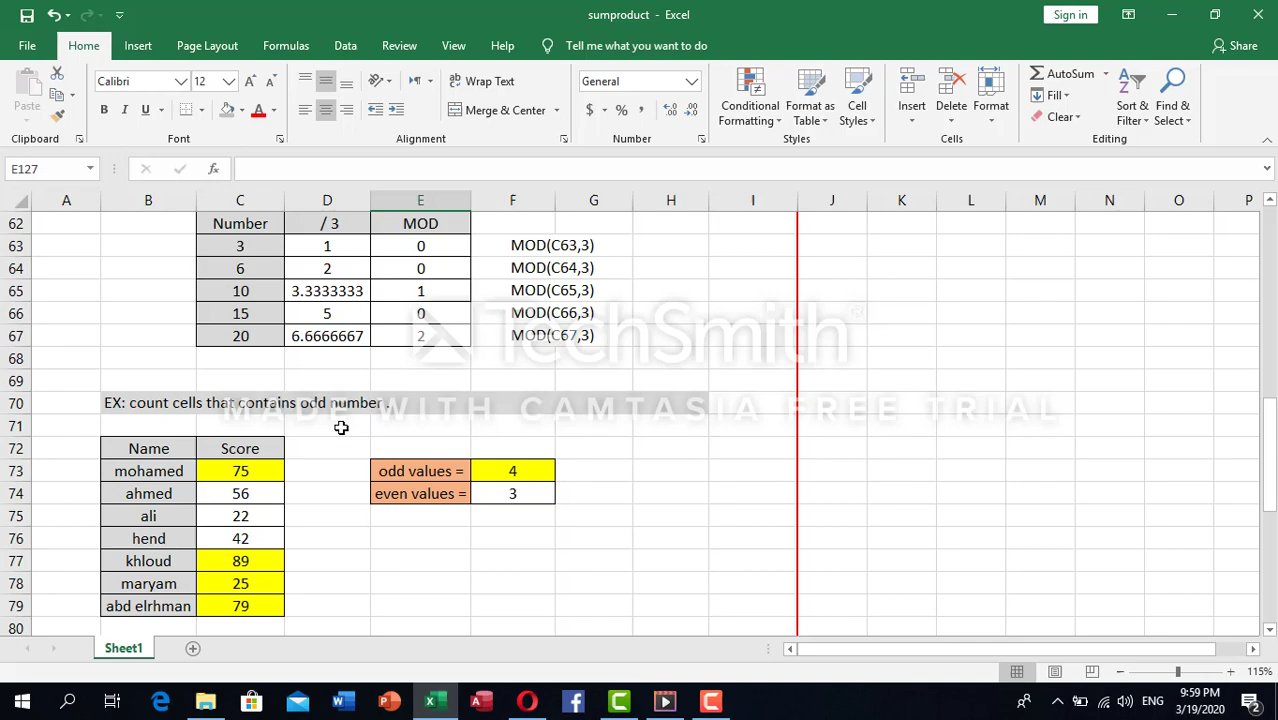 sumproduct - Excel
Sign in
File Home Insert Page Layout Formulas Data Review View Help Tell me what you want to do Share
Paste
Calibri 12
B I U
A A
Wrap Text
Merge & Center
General
$ % ,
Conditional Formatting
Format as Table
Cell Styles
Insert Delete Format
AutoSum
Fill
Clear
Sort & Filter
Find & Select
Clipboard Font Alignment Number Styles Cells Editing
E127 fx
A B C D E F G H I J K L M N O P
62 Number / 3 MOD
63 3 1 0 MOD(C63,3)
64 6 2 0 MOD(C64,3)
65 10 3.3333333 1 MOD(C65,3)
66 15 5 0 MOD(C66,3)
67 20 6.6666667 2 MOD(C67,3)
TechSmith®
68
69
70 EX: count cells that contains odd number .
MADE WITH CAMTASIA FREE TRIAL
71
72 Name Score
73 mohamed 75 odd values = 4
74 ahmed 56 even values = 3
75 ali 22
76 hend 42
77 khloud 89
78 maryam 25
79 abd elrhman 79
80
Sheet1
115%
ENG
9:59 PM
3/19/2020
2